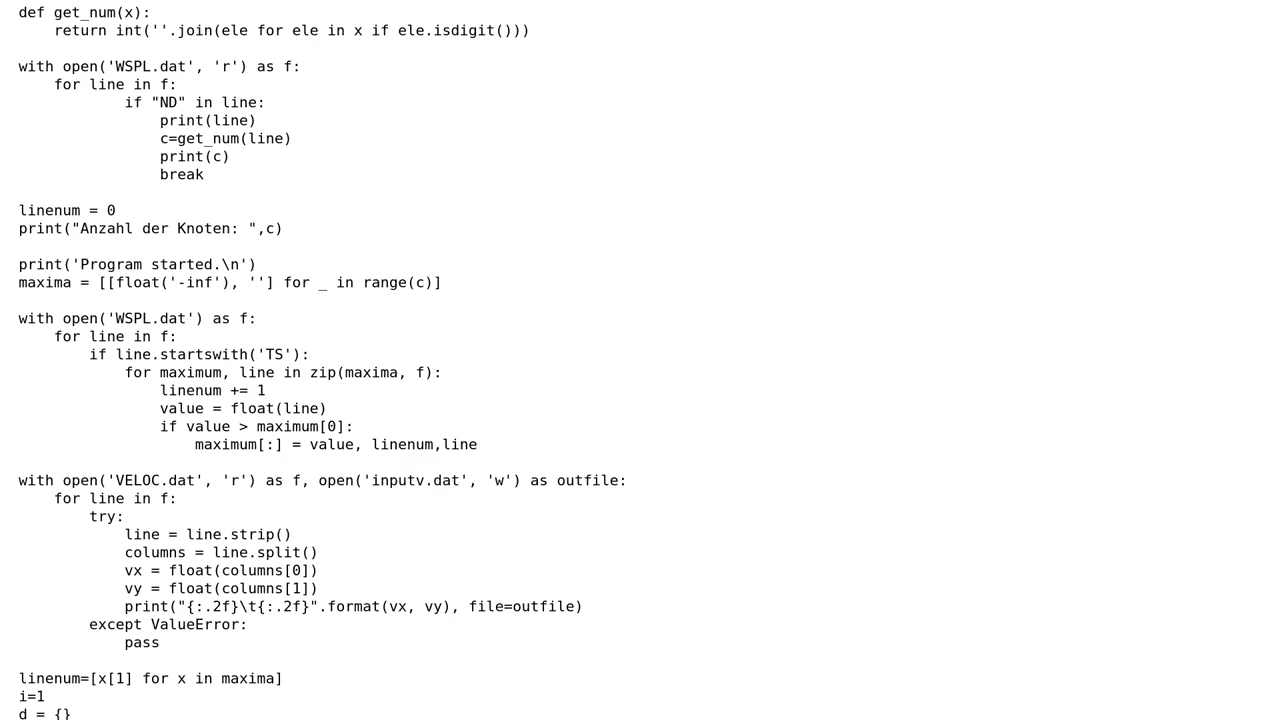 def get_num(x):
    return int(''.join(ele for ele in x if ele.isdigit()))

with open('WSPL.dat', 'r') as f:
    for line in f:
            if "ND" in line:
                print(line)
                c=get_num(line)
                print(c)
                break

linenum = 0
print("Anzahl der Knoten: ",c)

print('Program started.\n')
maxima = [[float('-inf'), ''] for _ in range(c)]

with open('WSPL.dat') as f:
    for line in f:
        if line.startswith('TS'):
            for maximum, line in zip(maxima, f):
                linenum += 1
                value = float(line)
                if value > maximum[0]:
                    maximum[:] = value, linenum,line

with open('VELOC.dat', 'r') as f, open('inputv.dat', 'w') as outfile:
    for line in f:
        try:
            line = line.strip()
            columns = line.split()
            vx = float(columns[0])
            vy = float(columns[1])
            print("{:.2f}\t{:.2f}".format(vx, vy), file=outfile)
        except ValueError:
            pass

linenum=[x[1] for x in maxima]
i=1
d = {}